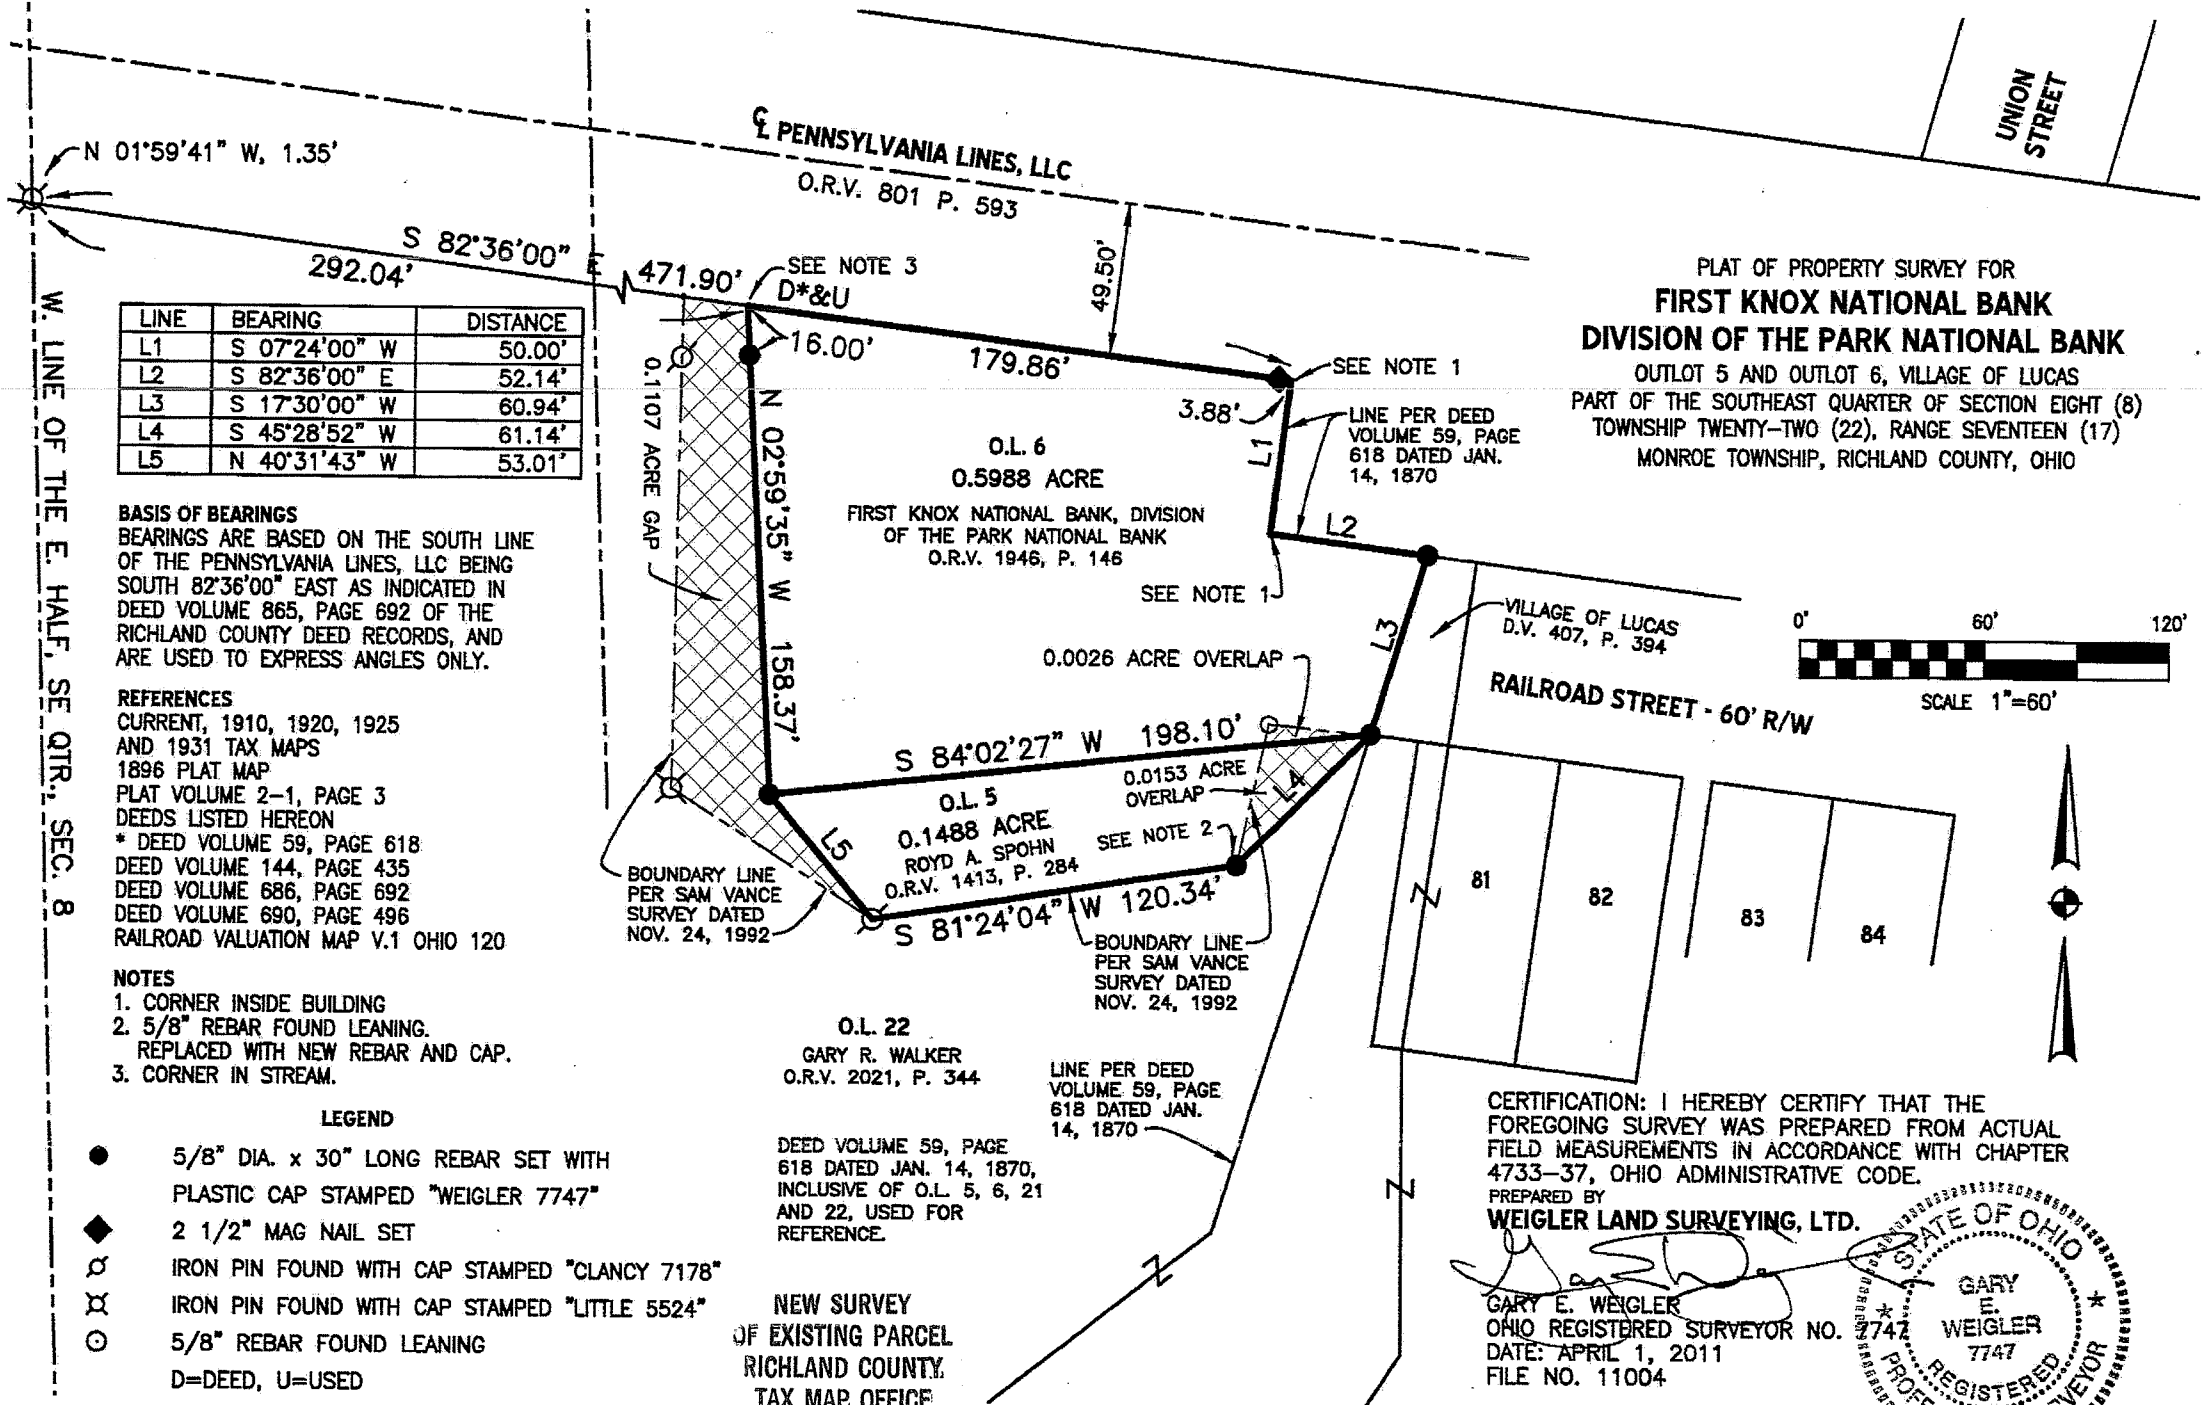 UNION
STREET
℄ PENNSYLVANIA LINES, LLC
O.R.V. 801 P. 593
N 01°59'41" W, 1.35'
S 82°36'00" E
292.04'
471.90'
SEE NOTE 3
D*&U
16.00'
179.86'
49.50'
SEE NOTE 1
3.88'
L1
LINE PER DEED
VOLUME 59, PAGE
618 DATED JAN.
14, 1870
L2
SEE NOTE 1
L3
PLAT OF PROPERTY SURVEY FOR
FIRST KNOX NATIONAL BANK
DIVISION OF THE PARK NATIONAL BANK
OUTLOT 5 AND OUTLOT 6, VILLAGE OF LUCAS
PART OF THE SOUTHEAST QUARTER OF SECTION EIGHT (8)
TOWNSHIP TWENTY-TWO (22), RANGE SEVENTEEN (17)
MONROE TOWNSHIP, RICHLAND COUNTY, OHIO
W. LINE OF THE E. HALF, SE QTR., SEC. 8
LINE BEARING DISTANCE
L1 S 07°24'00" W 50.00'
L2 S 82°36'00" E 52.14'
L3 S 17°30'00" W 60.94'
L4 S 45°28'52" W 61.14'
L5 N 40°31'43" W 53.01'
0.1107 ACRE GAP
N 02°59'35" W 158.37'
O.L. 6
0.5988 ACRE
FIRST KNOX NATIONAL BANK, DIVISION
OF THE PARK NATIONAL BANK
O.R.V. 1946, P. 146
BASIS OF BEARINGS
BEARINGS ARE BASED ON THE SOUTH LINE
OF THE PENNSYLVANIA LINES, LLC BEING
SOUTH 82°36'00" EAST AS INDICATED IN
DEED VOLUME 865, PAGE 692 OF THE
RICHLAND COUNTY DEED RECORDS, AND
ARE USED TO EXPRESS ANGLES ONLY.
VILLAGE OF LUCAS
D.V. 407, P. 394
0' 60' 120'
SCALE 1"=60'
0.0026 ACRE OVERLAP
RAILROAD STREET - 60' R/W
REFERENCES
CURRENT, 1910, 1920, 1925
AND 1931 TAX MAPS
1896 PLAT MAP
PLAT VOLUME 2-1, PAGE 3
DEEDS LISTED HEREON
* DEED VOLUME 59, PAGE 618
DEED VOLUME 144, PAGE 435
DEED VOLUME 686, PAGE 692
DEED VOLUME 690, PAGE 496
RAILROAD VALUATION MAP V.1 OHIO 120
S 84°02'27" W 198.10'
0.0153 ACRE
OVERLAP
L4
O.L. 5
0.1488 ACRE
ROYD A. SPOHN
O.R.V. 1413, P. 284
SEE NOTE 2
L5
S 81°24'04" W 120.34'
BOUNDARY LINE
PER SAM VANCE
SURVEY DATED
NOV. 24, 1992
BOUNDARY LINE
PER SAM VANCE
SURVEY DATED
NOV. 24, 1992
81
82
83
84
NOTES
1. CORNER INSIDE BUILDING
2. 5/8" REBAR FOUND LEANING.
REPLACED WITH NEW REBAR AND CAP.
3. CORNER IN STREAM.
O.L. 22
GARY R. WALKER
O.R.V. 2021, P. 344
LINE PER DEED
VOLUME 59, PAGE
618 DATED JAN.
14, 1870
DEED VOLUME 59, PAGE
618 DATED JAN. 14, 1870,
INCLUSIVE OF O.L. 5, 6, 21
AND 22, USED FOR
REFERENCE.
LEGEND
5/8" DIA. x 30" LONG REBAR SET WITH
PLASTIC CAP STAMPED "WEIGLER 7747"
2 1/2" MAG NAIL SET
IRON PIN FOUND WITH CAP STAMPED "CLANCY 7178"
IRON PIN FOUND WITH CAP STAMPED "LITTLE 5524"
5/8" REBAR FOUND LEANING
D=DEED, U=USED
NEW SURVEY
OF EXISTING PARCEL
RICHLAND COUNTY
TAX MAP OFFICE
CERTIFICATION: I HEREBY CERTIFY THAT THE
FOREGOING SURVEY WAS PREPARED FROM ACTUAL
FIELD MEASUREMENTS IN ACCORDANCE WITH CHAPTER
4733-37, OHIO ADMINISTRATIVE CODE.
PREPARED BY
WEIGLER LAND SURVEYING, LTD.
GARY E. WEIGLER
OHIO REGISTERED SURVEYOR NO. 7747
DATE: APRIL 1, 2011
FILE NO. 11004
STATE OF OHIO
GARY
E.
WEIGLER
7747
REGISTERED